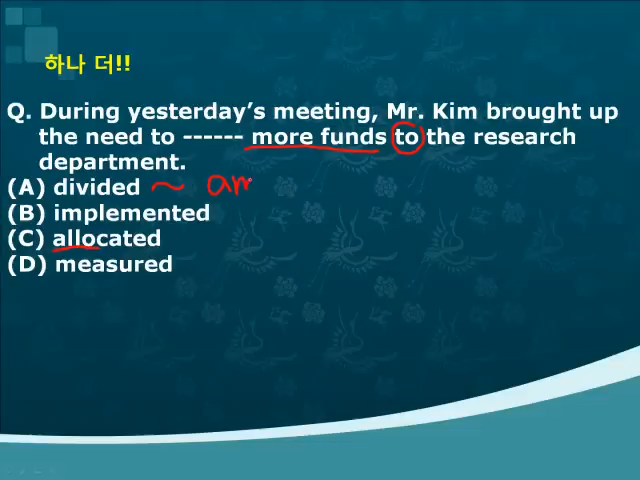 하나 더!!
Q. During yesterday's meeting, Mr. Kim brought up
the need to ------ more funds to the research
department.
(A) divided ~ am
(B) implemented
(C) allocated
(D) measured